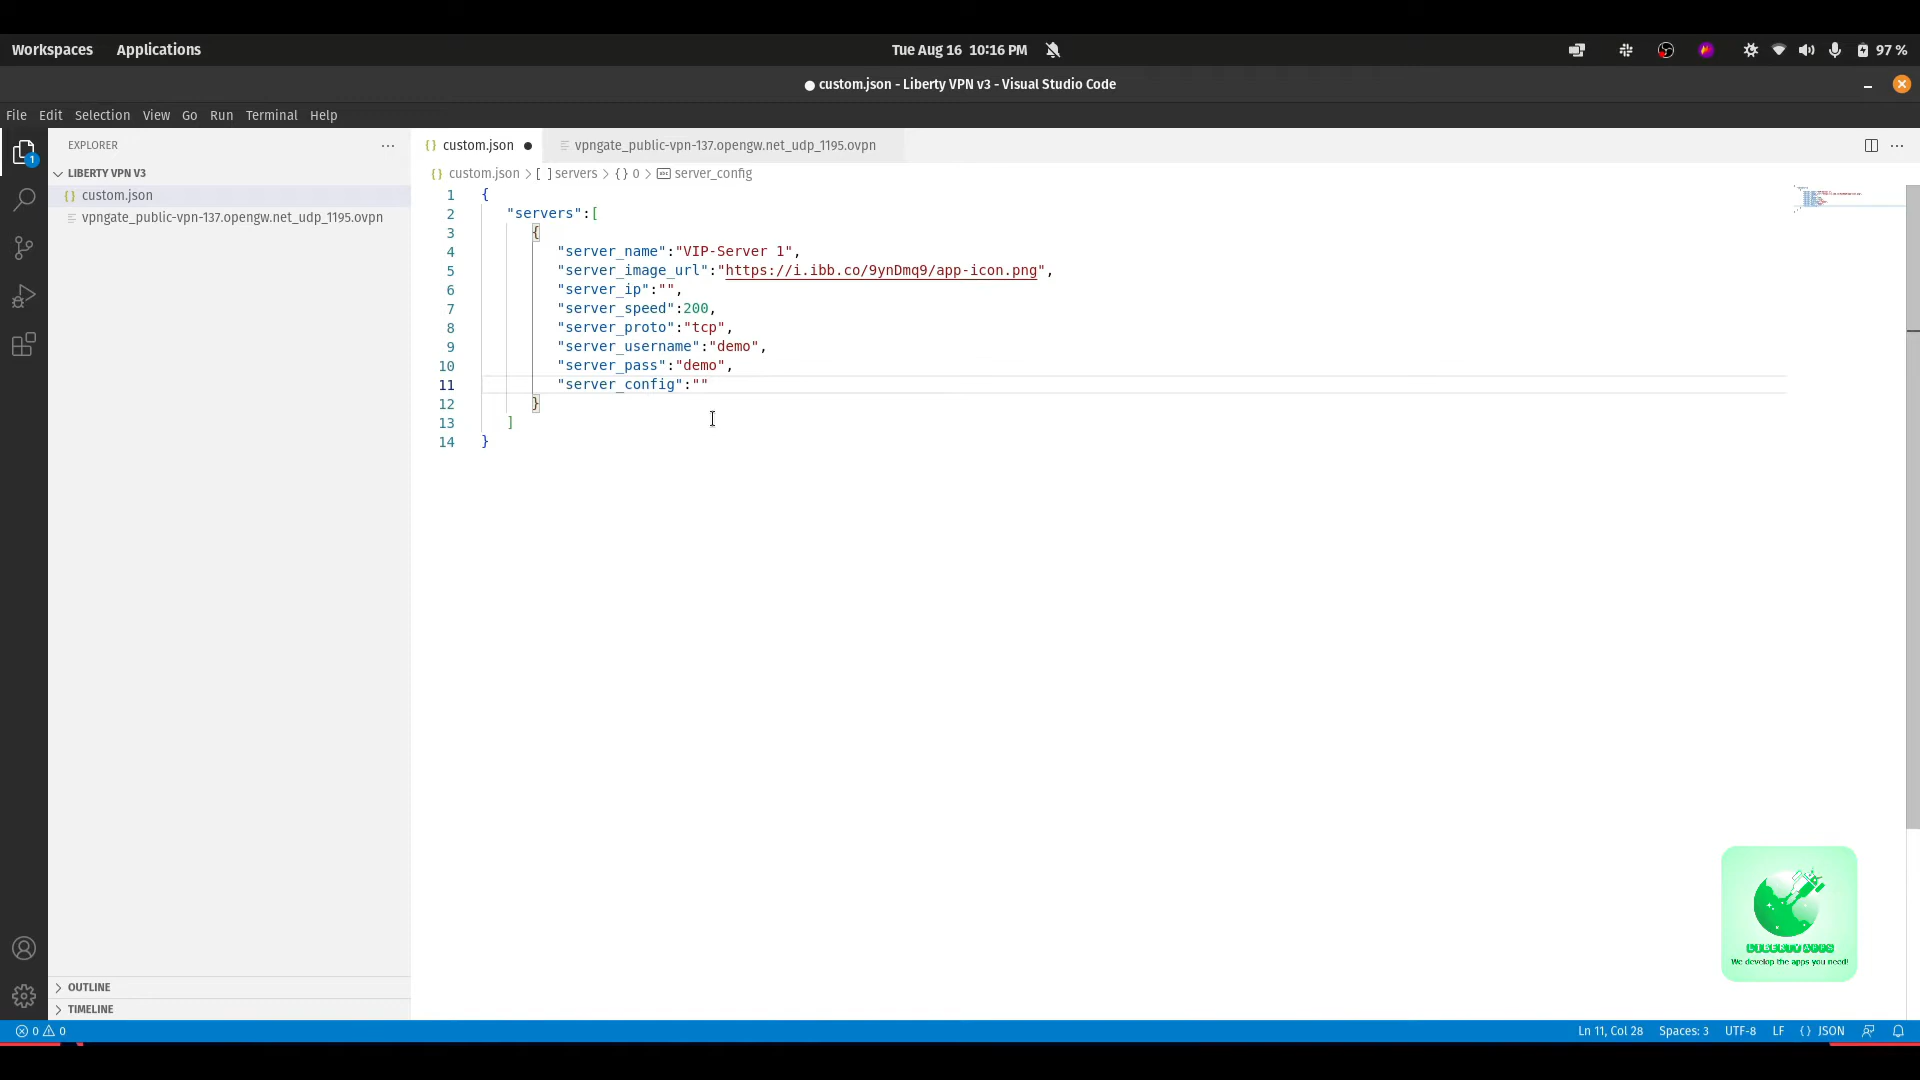 Workspaces Applications Tue Aug 16 10:16 PM 97 %
custom.json - Liberty VPN v3 - Visual Studio Code
File Edit Selection View Go Run Terminal Help
EXPLORER ···
{} custom.json ● vpngate_public-vpn-137.opengw.net_udp_1195.ovpn ···
LIBERTY VPN V3
{} custom.json > [ ] servers > {} 0 > abc server_config
1
{} custom.json
vpngate_public-vpn-137.opengw.net_udp_1195.ovpn
1 {
2 "servers":[
3 {
4 "server_name":"VIP-Server 1",
5 "server_image_url":"https://i.ibb.co/9ynDmq9/app-icon.png",
6 "server_ip":"",
7 "server_speed":200,
8 "server_proto":"tcp",
9 "server_username":"demo",
10 "server_pass":"demo",
11 "server_config":""
12 }
13 ]
14 }
LIBERTY APPS
We develop the apps you need!
OUTLINE
TIMELINE
0 0 Ln 11, Col 28 Spaces: 3 UTF-8 LF {} JSON